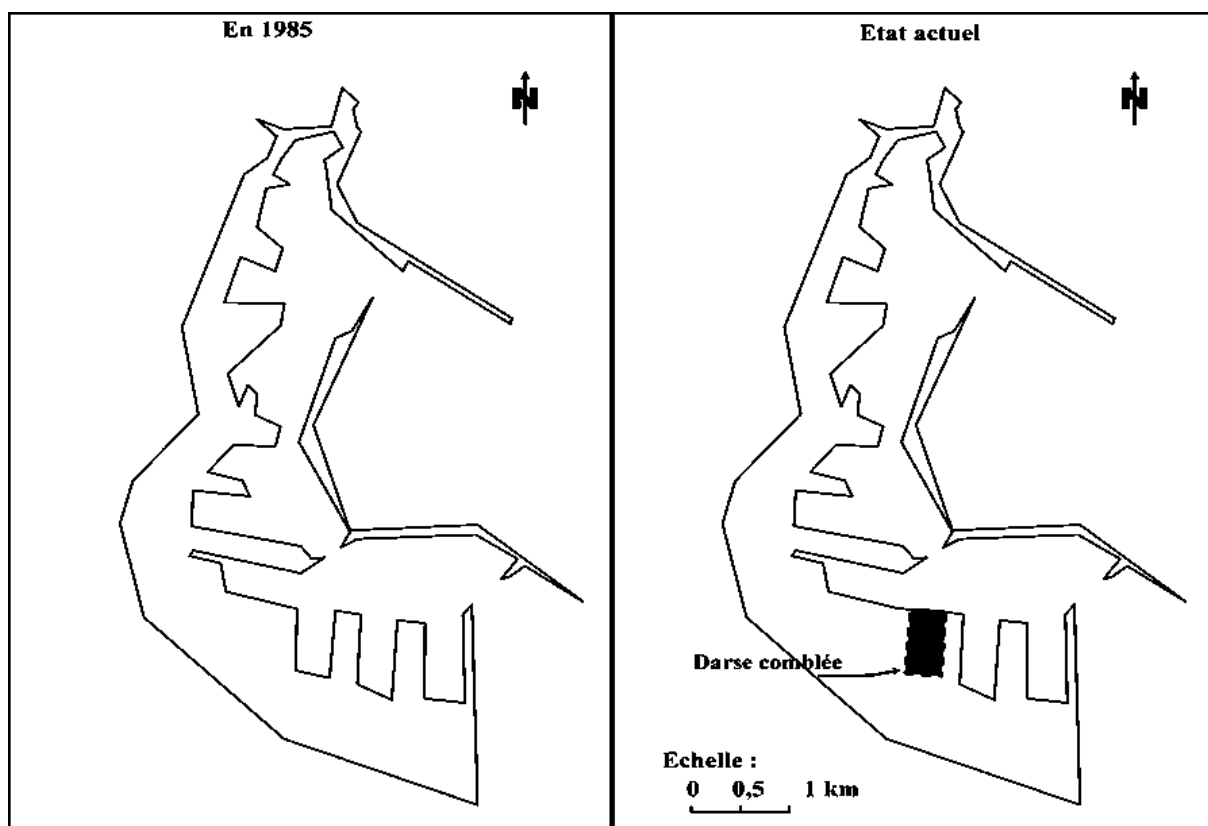 En 1985
N
Etat actuel
N
Darse comblée
Echelle :
0 0,5 1 km